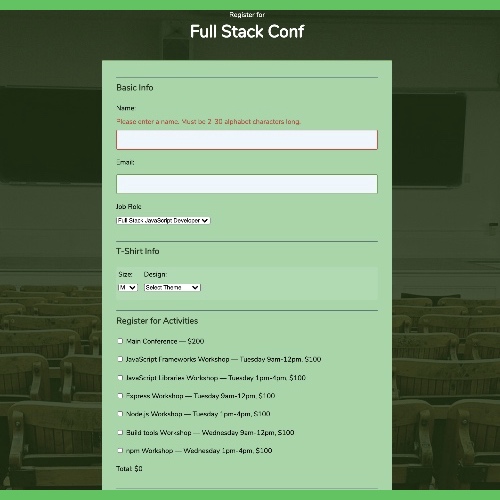 Register for
Full Stack Conf
Basic Info
Name:
Please enter a name. Must be 2-30 alphabet characters long.
Email:
Job Role
Full Stack JavaScript Developer
T-Shirt Info
Size: Design:
M Select Theme
Register for Activities
Main Conference — $200
JavaScript Frameworks Workshop — Tuesday 9am-12pm, $100
JavaScript Libraries Workshop — Tuesday 1pm-4pm, $100
Express Workshop — Tuesday 9am-12pm, $100
Node.js Workshop — Tuesday 1pm-4pm, $100
Build tools Workshop — Wednesday 9am-12pm, $100
npm Workshop — Wednesday 1pm-4pm, $100
Total: $0